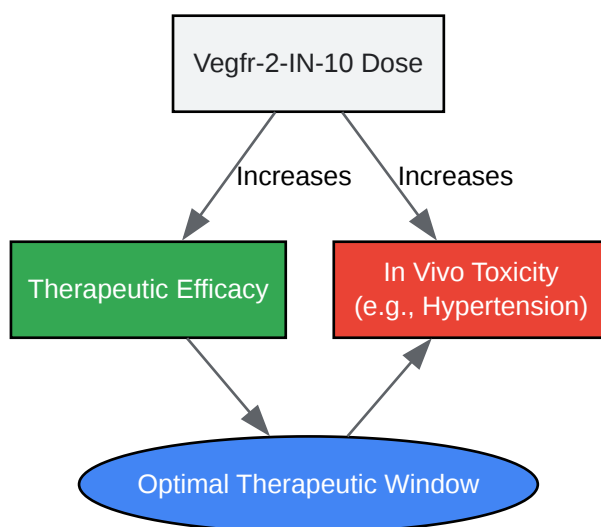 Vegfr-2-IN-10 Dose
Increases
Increases
Therapeutic Efficacy
In Vivo Toxicity
(e.g., Hypertension)
Optimal Therapeutic Window